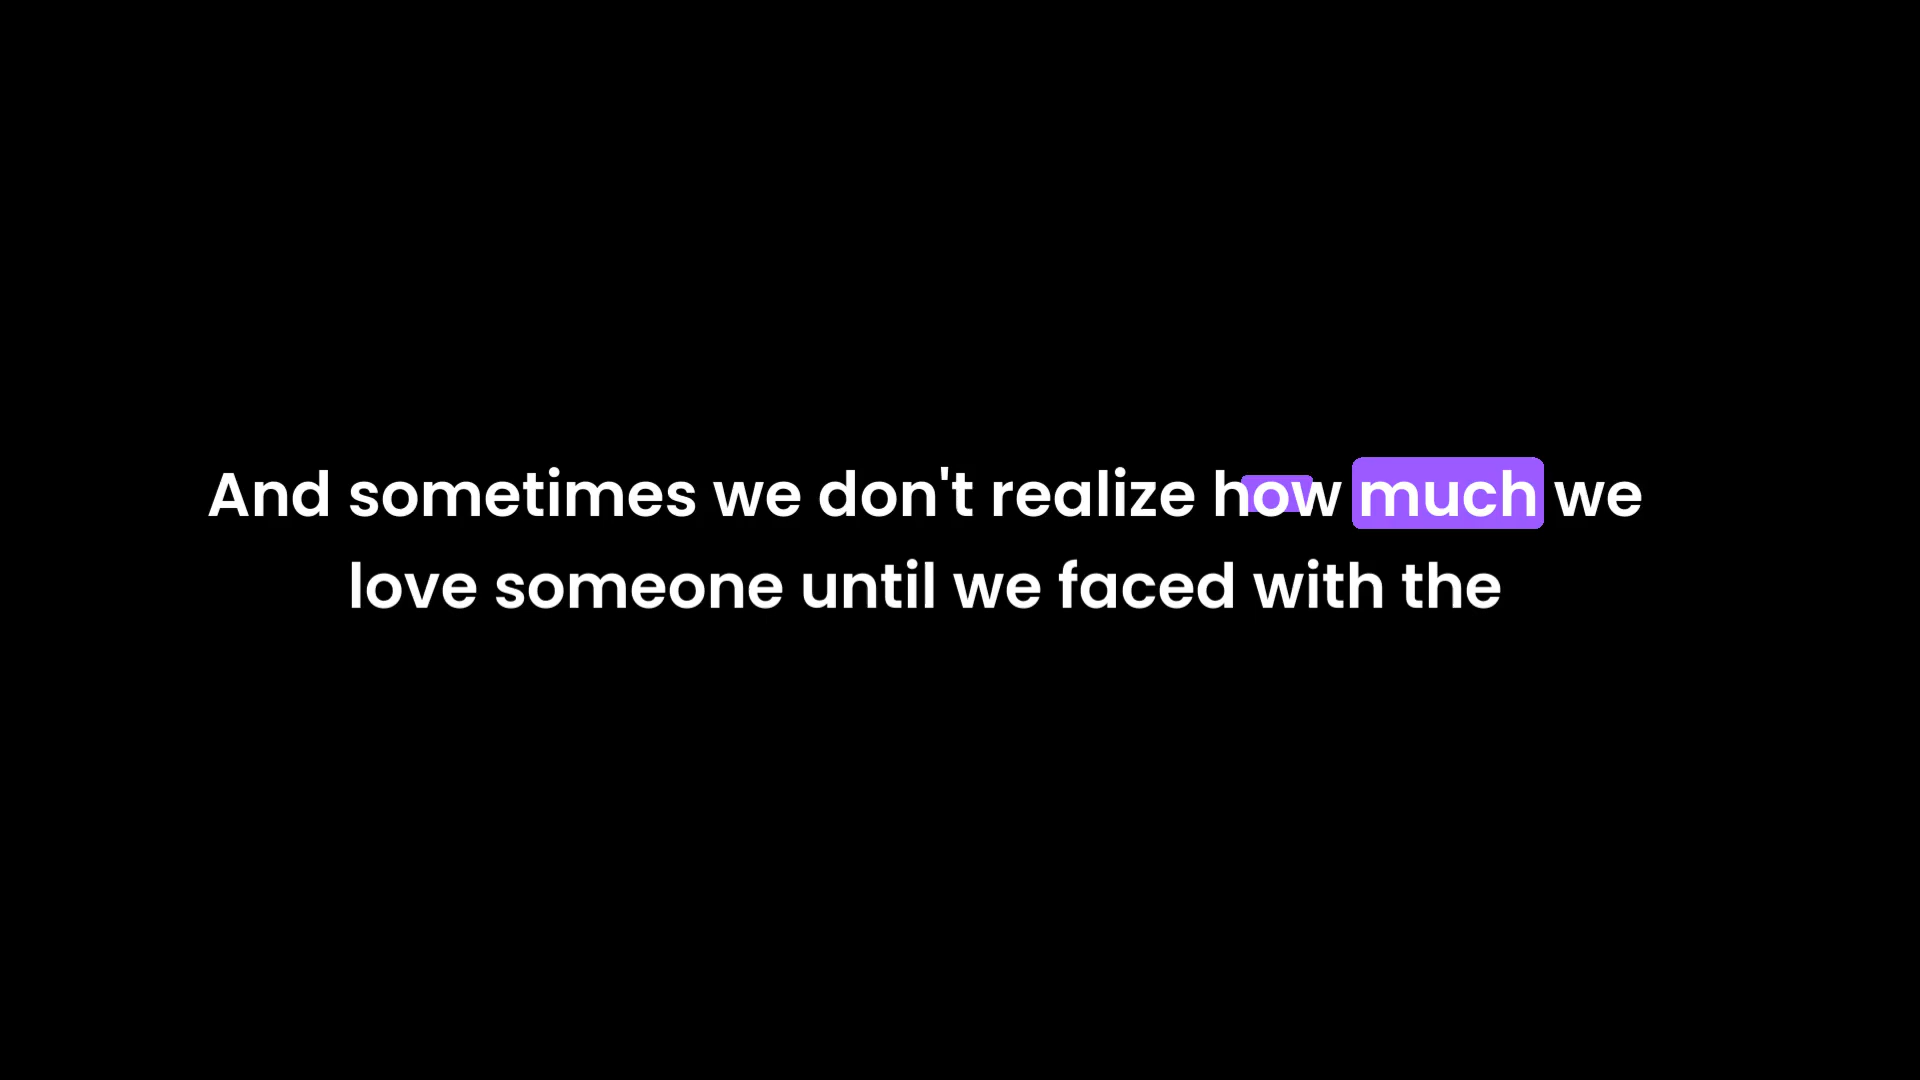 And sometimes we don't realize how much we
love someone until we faced with the